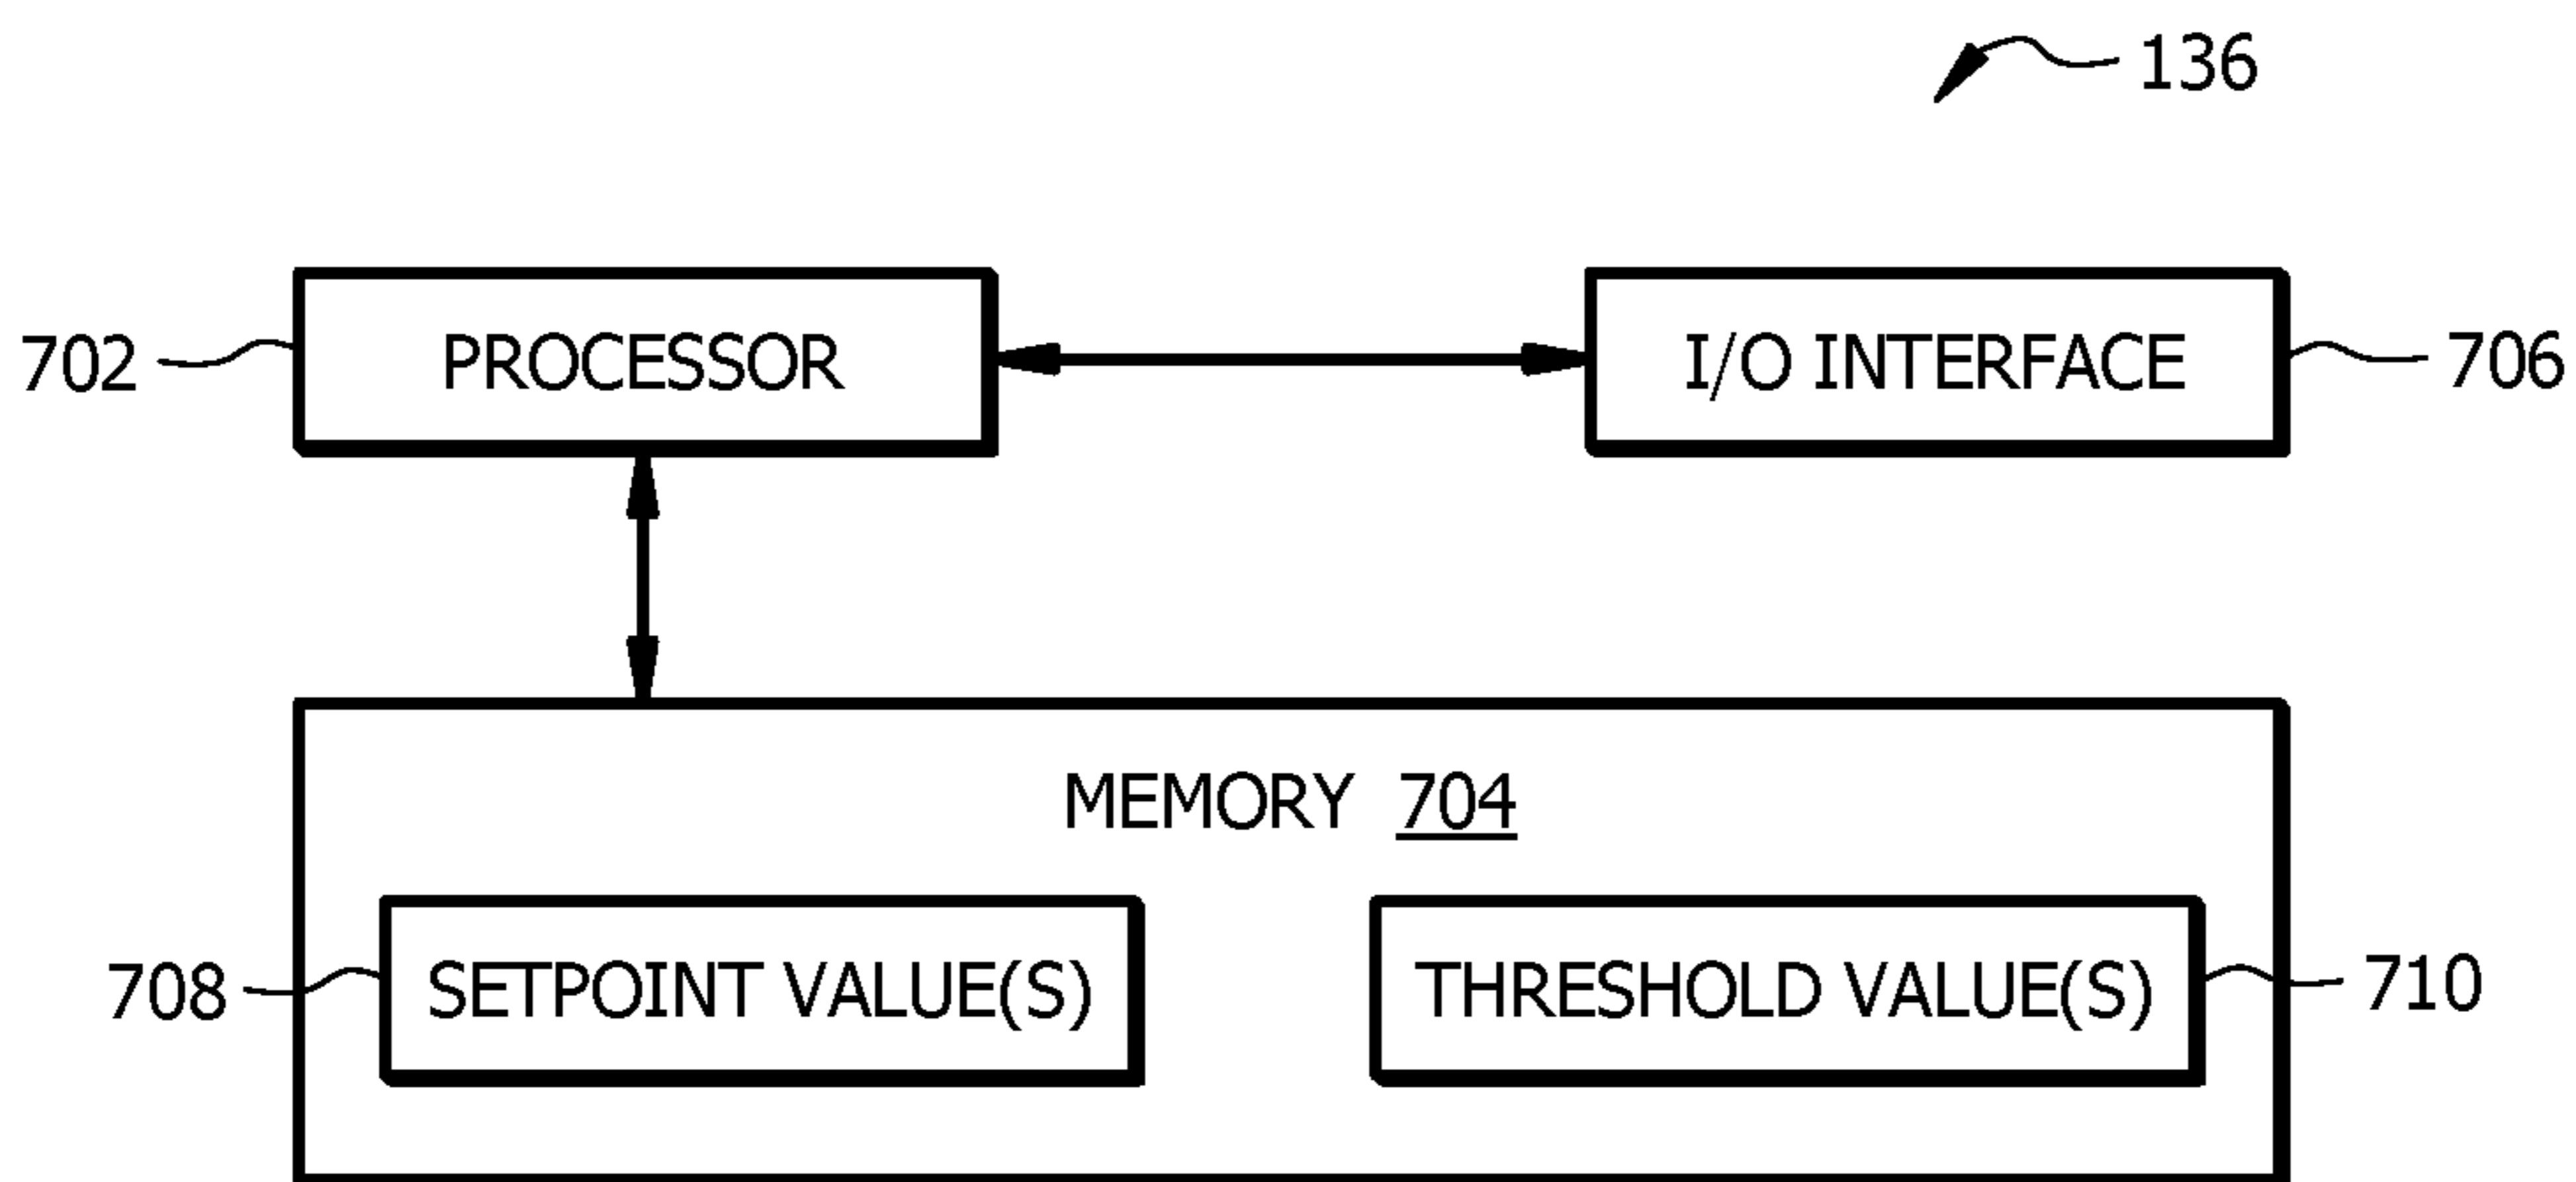 136
702 PROCESSOR I/O INTERFACE 706
MEMORY 704
708 SETPOINT VALUE(S) THRESHOLD VALUE(S) 710